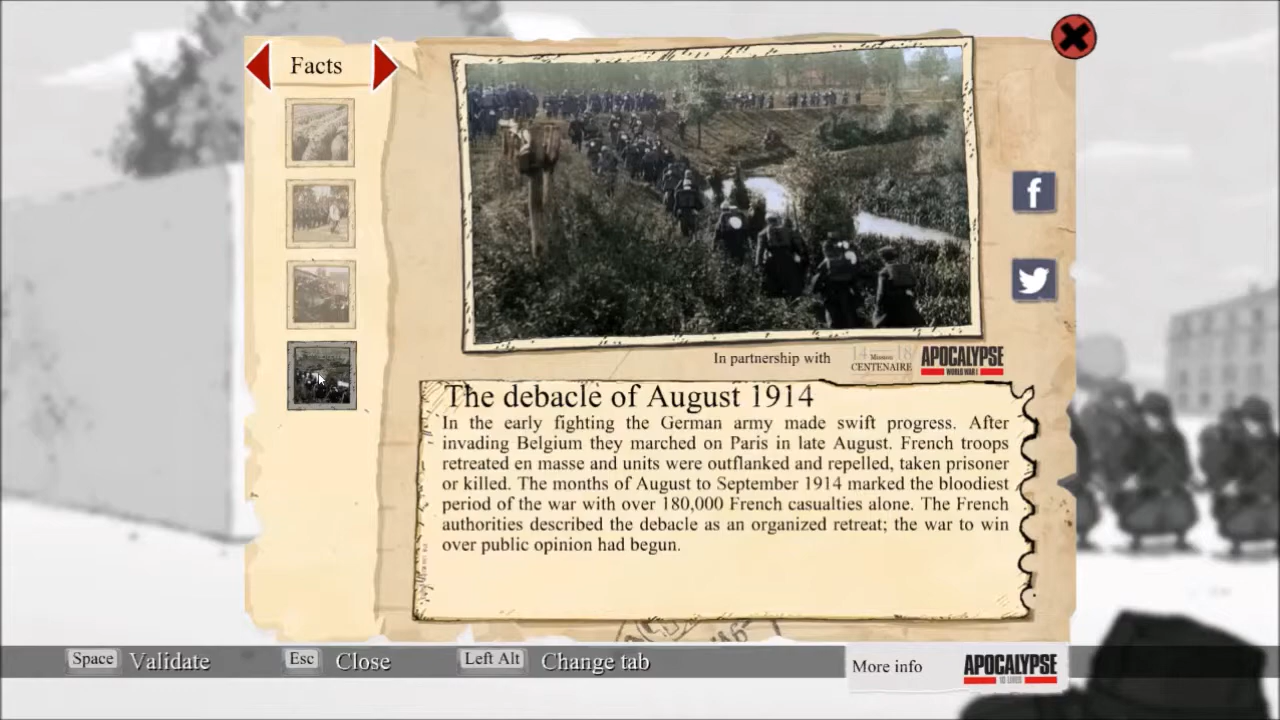 Facts
f
In partnership with
14 18
Mission
CENTENAIRE
APOCALYPSE
WORLD WAR I
The debacle of August 1914
In the early fighting the German army made swift progress. After
invading Belgium they marched on Paris in late August. French troops
retreated en masse and units were outflanked and repelled, taken prisoner
or killed. The months of August to September 1914 marked the bloodiest
period of the war with over 180,000 French casualties alone. The French
authorities described the debacle as an organized retreat; the war to win
over public opinion had begun.
Space Validate Esc Close Left Alt Change tab
More info APOCALYPSE